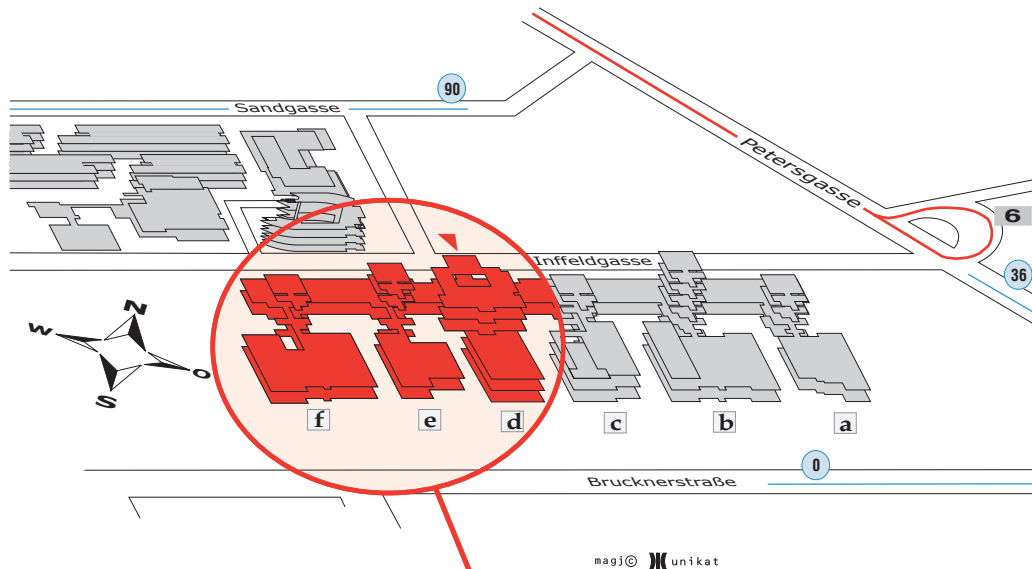 90
Sandgasse
Petersgasse
6
Inffeldgasse
36
N
W
O
S
f
e
d
c
b
a
0
Brucknerstraße
magj© unikat